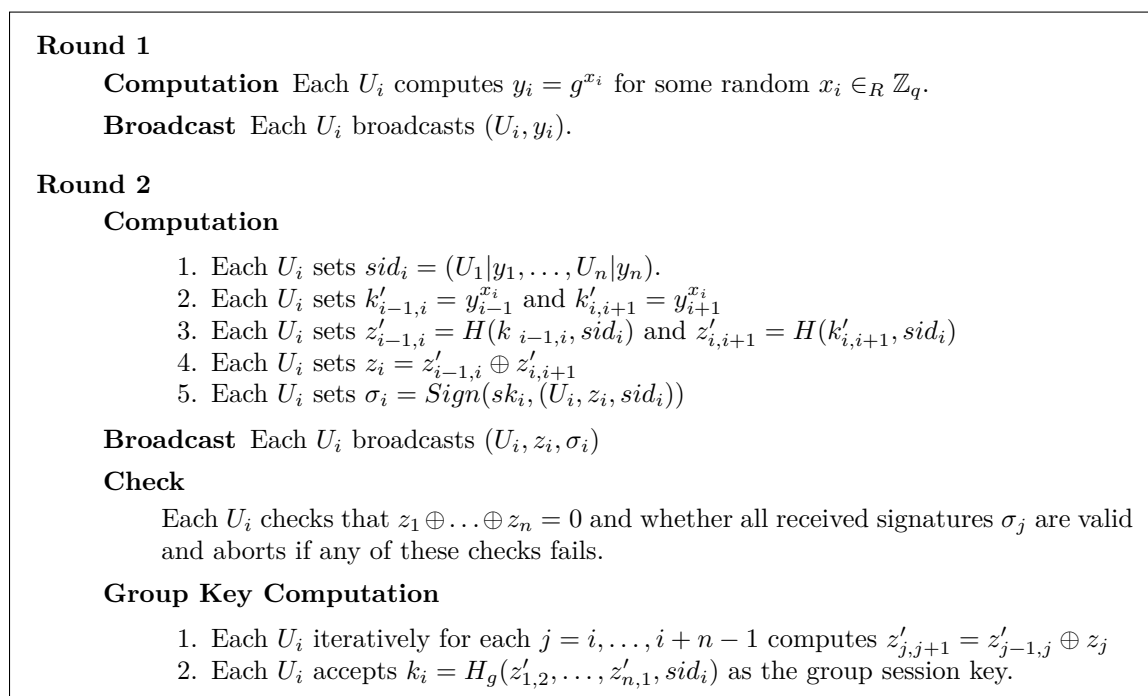 Round 1
Computation Each U_i computes y_i = g^{x_i} for some random x_i ∈_R ℤ_q.
Broadcast Each U_i broadcasts (U_i, y_i).
Round 2
Computation
1. Each U_i sets sid_i = (U_1|y_1, . . . , U_n|y_n).
2. Each U_i sets k′_{i−1,i} = y_{i−1}^{x_i} and k′_{i,i+1} = y_{i+1}^{x_i}
3. Each U_i sets z′_{i−1,i} = H(k _{i−1,i}, sid_i) and z′_{i,i+1} = H(k′_{i,i+1}, sid_i)
4. Each U_i sets z_i = z′_{i−1,i} ⊕ z′_{i,i+1}
5. Each U_i sets σ_i = Sign(sk_i, (U_i, z_i, sid_i))
Broadcast Each U_i broadcasts (U_i, z_i, σ_i)
Check
Each U_i checks that z_1 ⊕ . . . ⊕ z_n = 0 and whether all received signatures σ_j are valid
and aborts if any of these checks fails.
Group Key Computation
1. Each U_i iteratively for each j = i, . . . , i + n − 1 computes z′_{j,j+1} = z′_{j−1,j} ⊕ z_j
2. Each U_i accepts k_i = H_g(z′_{1,2}, . . . , z′_{n,1}, sid_i) as the group session key.